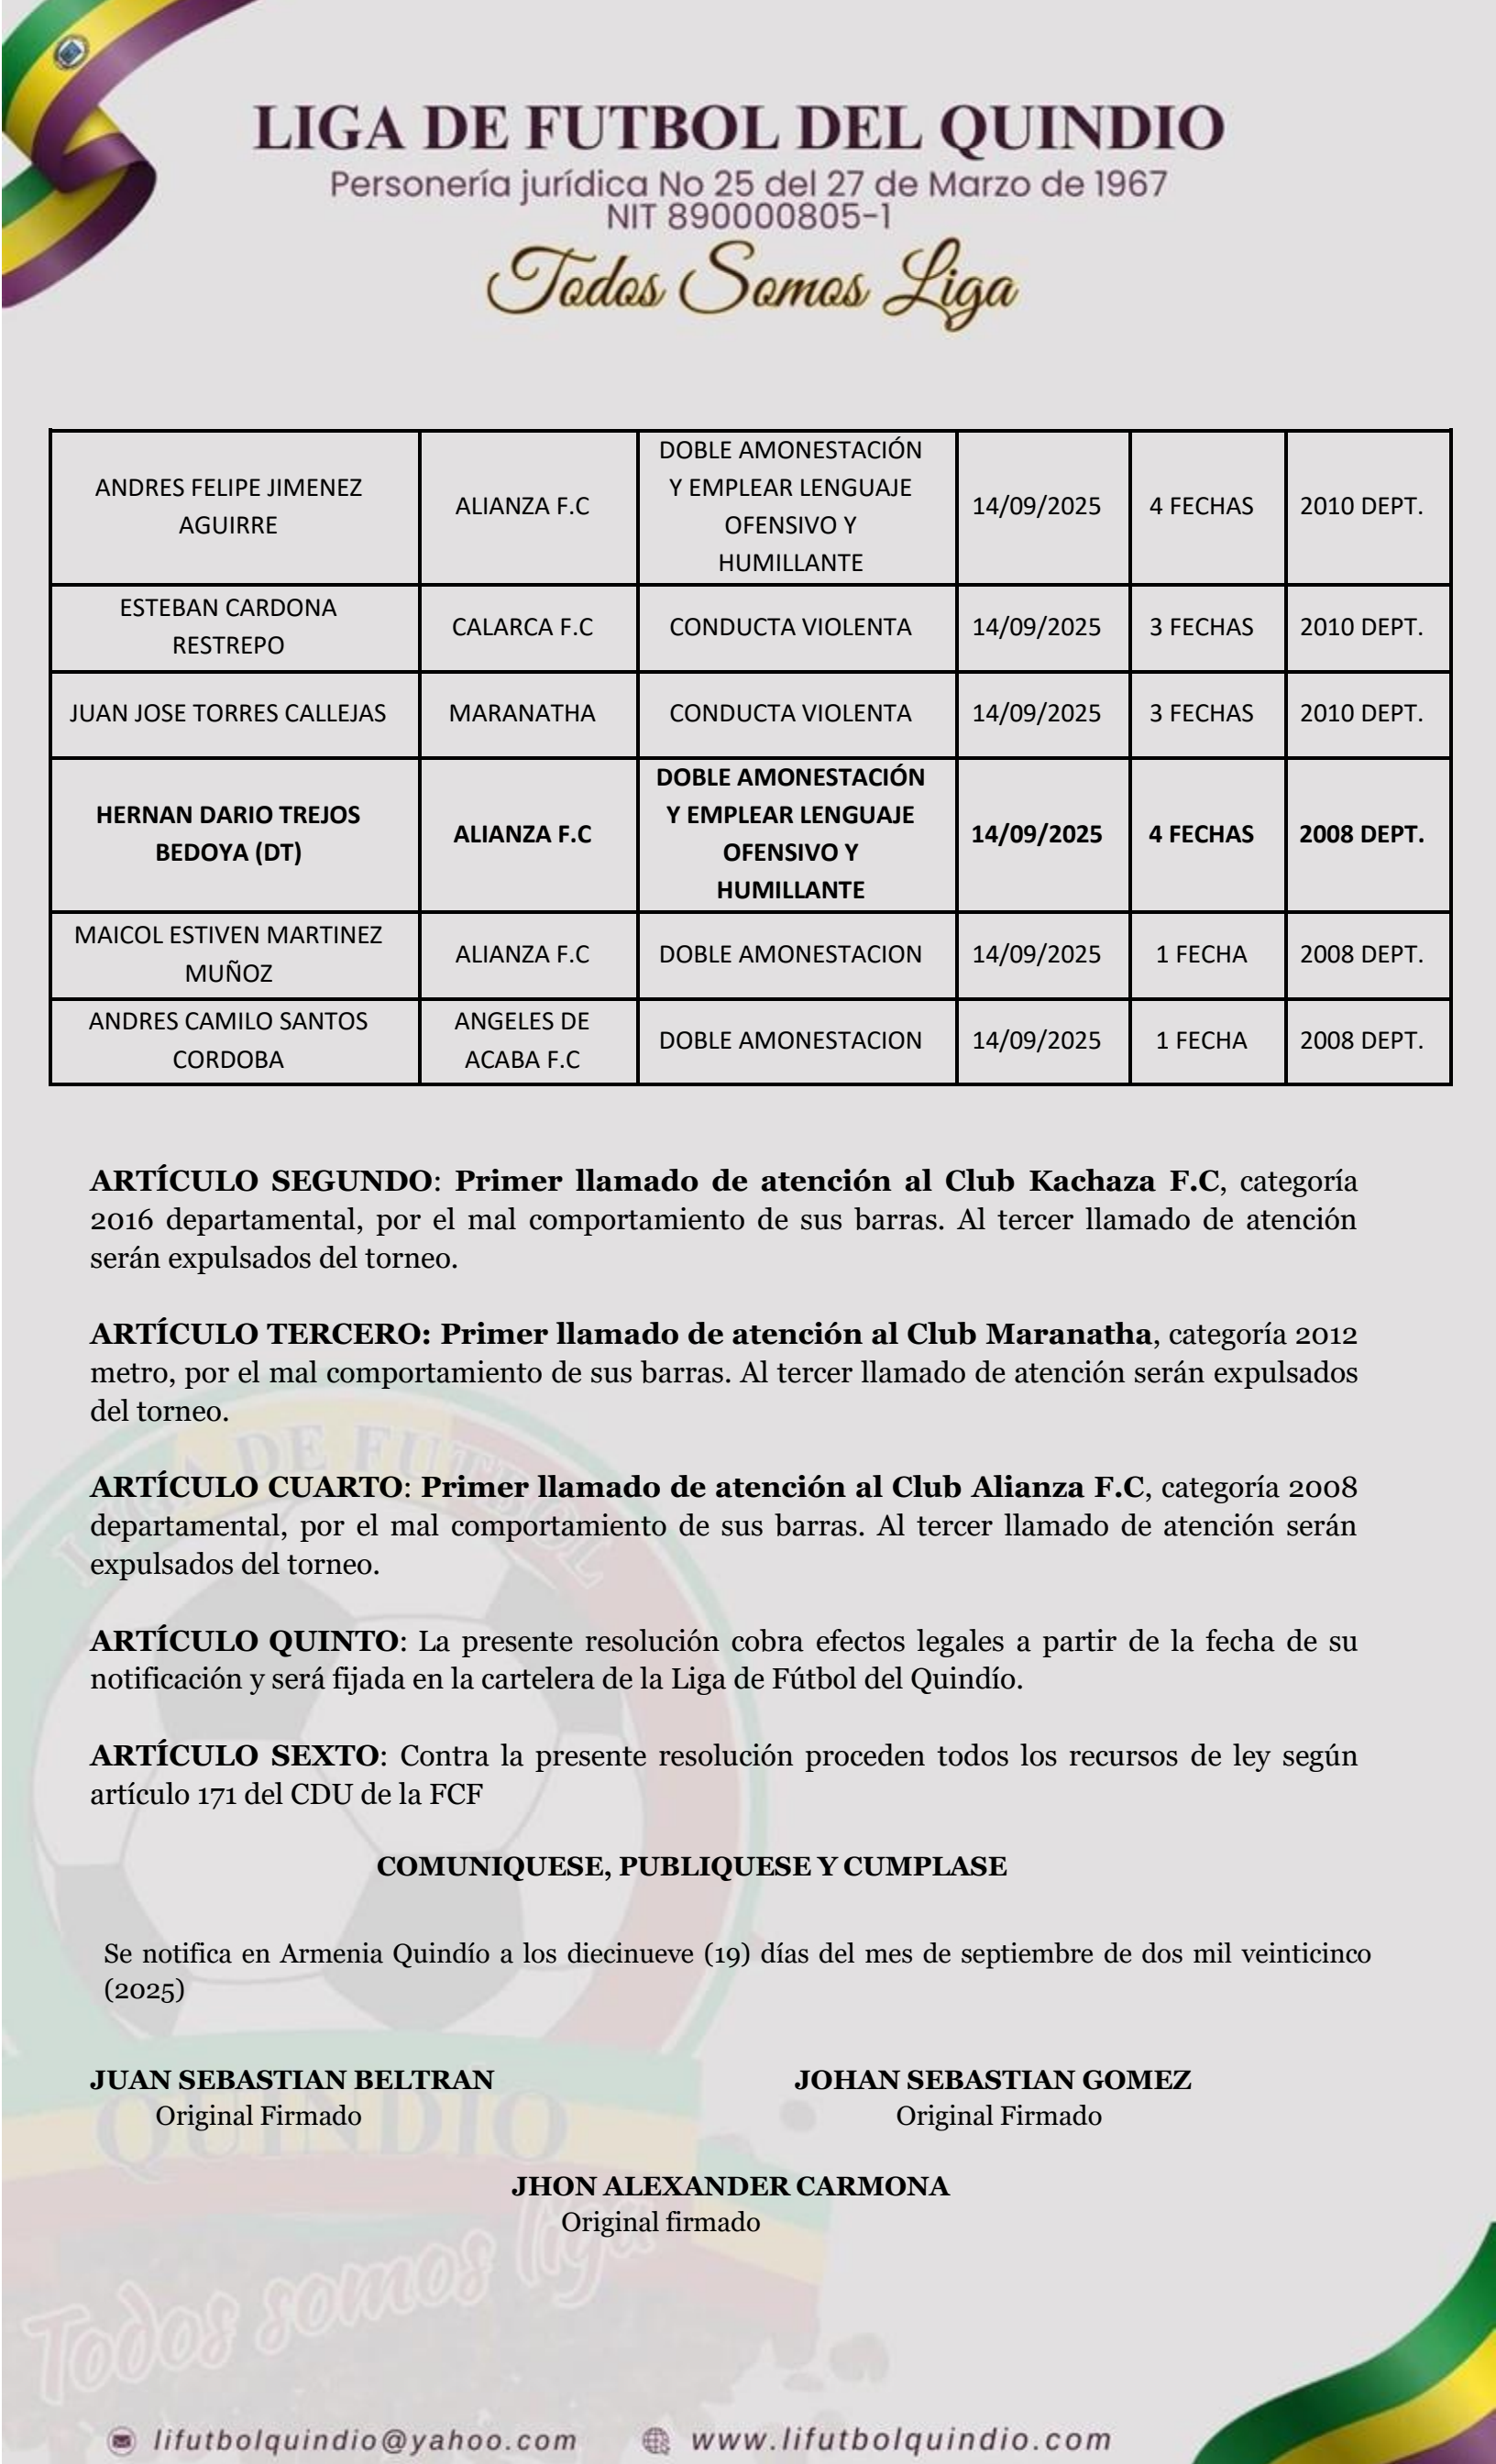 LIGA DE FUTBOL DEL QUINDIO
Personería jurídica No 25 del 27 de Marzo de 1967
NIT 890000805-1
Todos Somos Liga
ANDRES FELIPE JIMENEZ
AGUIRRE
ALIANZA F.C
DOBLE AMONESTACIÓN
Y EMPLEAR LENGUAJE
OFENSIVO Y
HUMILLANTE
14/09/2025
4 FECHAS
2010 DEPT.
ESTEBAN CARDONA
RESTREPO
CALARCA F.C
CONDUCTA VIOLENTA
14/09/2025
3 FECHAS
2010 DEPT.
JUAN JOSE TORRES CALLEJAS
MARANATHA
CONDUCTA VIOLENTA
14/09/2025
3 FECHAS
2010 DEPT.
HERNAN DARIO TREJOS
BEDOYA (DT)
ALIANZA F.C
DOBLE AMONESTACIÓN
Y EMPLEAR LENGUAJE
OFENSIVO Y
HUMILLANTE
14/09/2025
4 FECHAS
2008 DEPT.
MAICOL ESTIVEN MARTINEZ
MUÑOZ
ALIANZA F.C
DOBLE AMONESTACION
14/09/2025
1 FECHA
2008 DEPT.
ANDRES CAMILO SANTOS
CORDOBA
ANGELES DE
ACABA F.C
DOBLE AMONESTACION
14/09/2025
1 FECHA
2008 DEPT.
ARTÍCULO SEGUNDO: Primer llamado de atención al Club Kachaza F.C, categoría
2016 departamental, por el mal comportamiento de sus barras. Al tercer llamado de atención
serán expulsados del torneo.
ARTÍCULO TERCERO: Primer llamado de atención al Club Maranatha, categoría 2012
metro, por el mal comportamiento de sus barras. Al tercer llamado de atención serán expulsados
del torneo.
ARTÍCULO CUARTO: Primer llamado de atención al Club Alianza F.C, categoría 2008
departamental, por el mal comportamiento de sus barras. Al tercer llamado de atención serán
expulsados del torneo.
ARTÍCULO QUINTO: La presente resolución cobra efectos legales a partir de la fecha de su
notificación y será fijada en la cartelera de la Liga de Fútbol del Quindío.
ARTÍCULO SEXTO: Contra la presente resolución proceden todos los recursos de ley según
artículo 171 del CDU de la FCF
COMUNIQUESE, PUBLIQUESE Y CUMPLASE
Se notifica en Armenia Quindío a los diecinueve (19) días del mes de septiembre de dos mil veinticinco
(2025)
JUAN SEBASTIAN BELTRAN
Original Firmado
JOHAN SEBASTIAN GOMEZ
Original Firmado
JHON ALEXANDER CARMONA
Original firmado
LIGA DE FUTBOL
QUINDÍO
Todos somos liga
lifutbolquindio@yahoo.com
www.lifutbolquindio.com